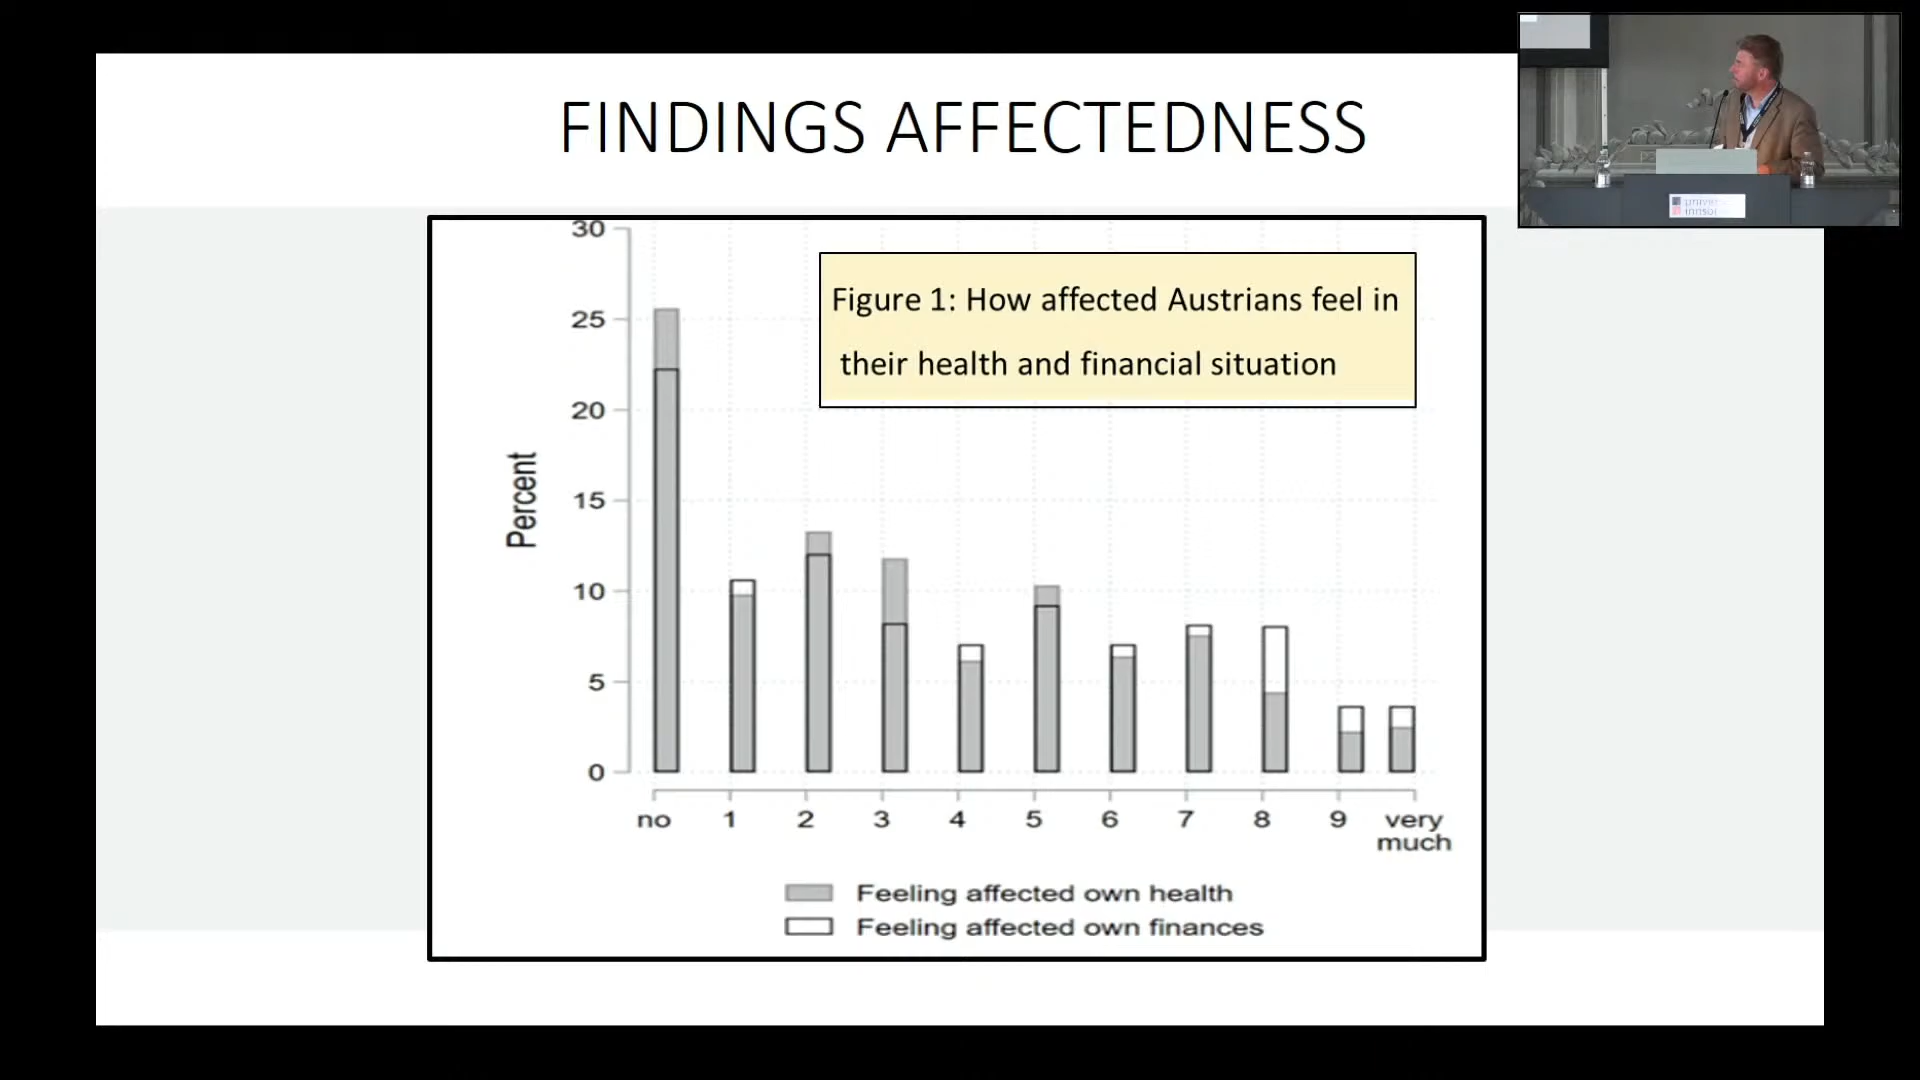 FINDINGS AFFECTEDNESS
Figure 1: How affected Austrians feel in
their health and financial situation
Percent
30
25
20
15
10
5
0
no 1 2 3 4 5 6 7 8 9 very
much
Feeling affected own health
Feeling affected own finances